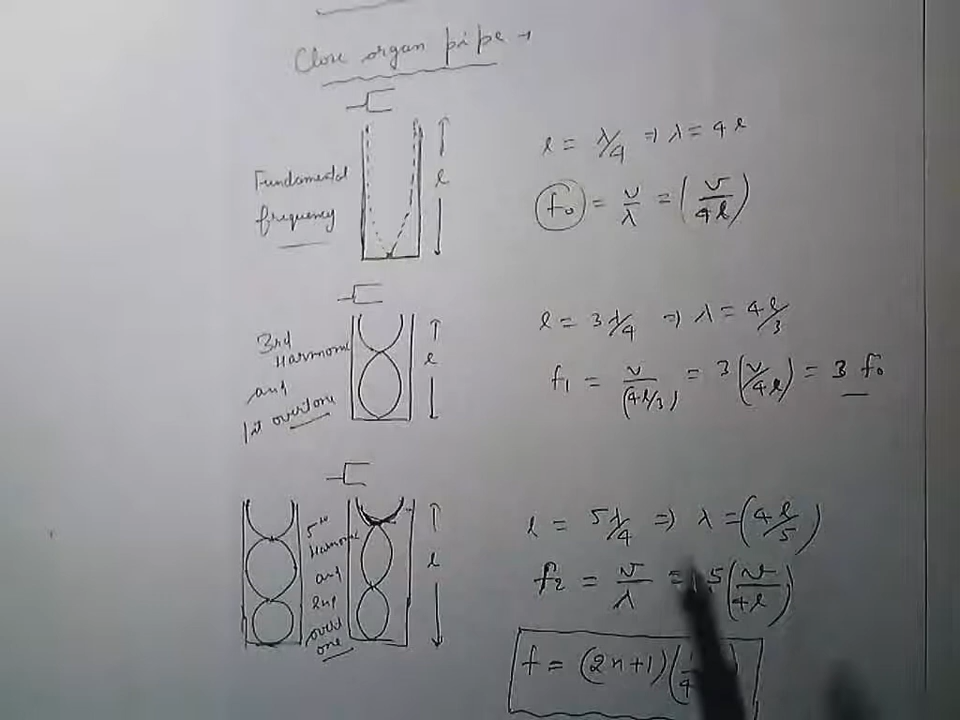 Close organ pipe →
Fundamental
frequency
l
l = λ/4 ⇒ λ = 4l
f₀ = v/λ = (v/4l)
3rd
Harmonic
and
1st overtone
l
l = 3λ/4 ⇒ λ = 4l/3
f₁ = v/(4l/3) = 3(v/4l) = 3 f₀
5th
Harmonic
and
2nd
overt
one
l
l = 5λ/4 ⇒ λ = (4l/5)
f₂ = v/λ = 5(v/4l)
f = (2n+1)(